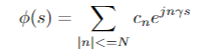 ϕ(s) = ∑ c_n e^{jnγs}
|n|<=N